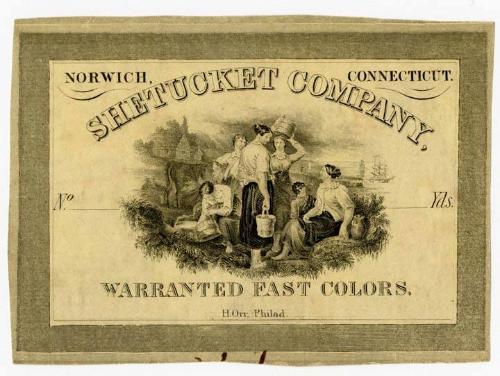 NORWICH, CONNECTICUT.
SHETUCKET COMPANY,
No Yds.
WARRANTED FAST COLORS.
H.Orr, Philad.